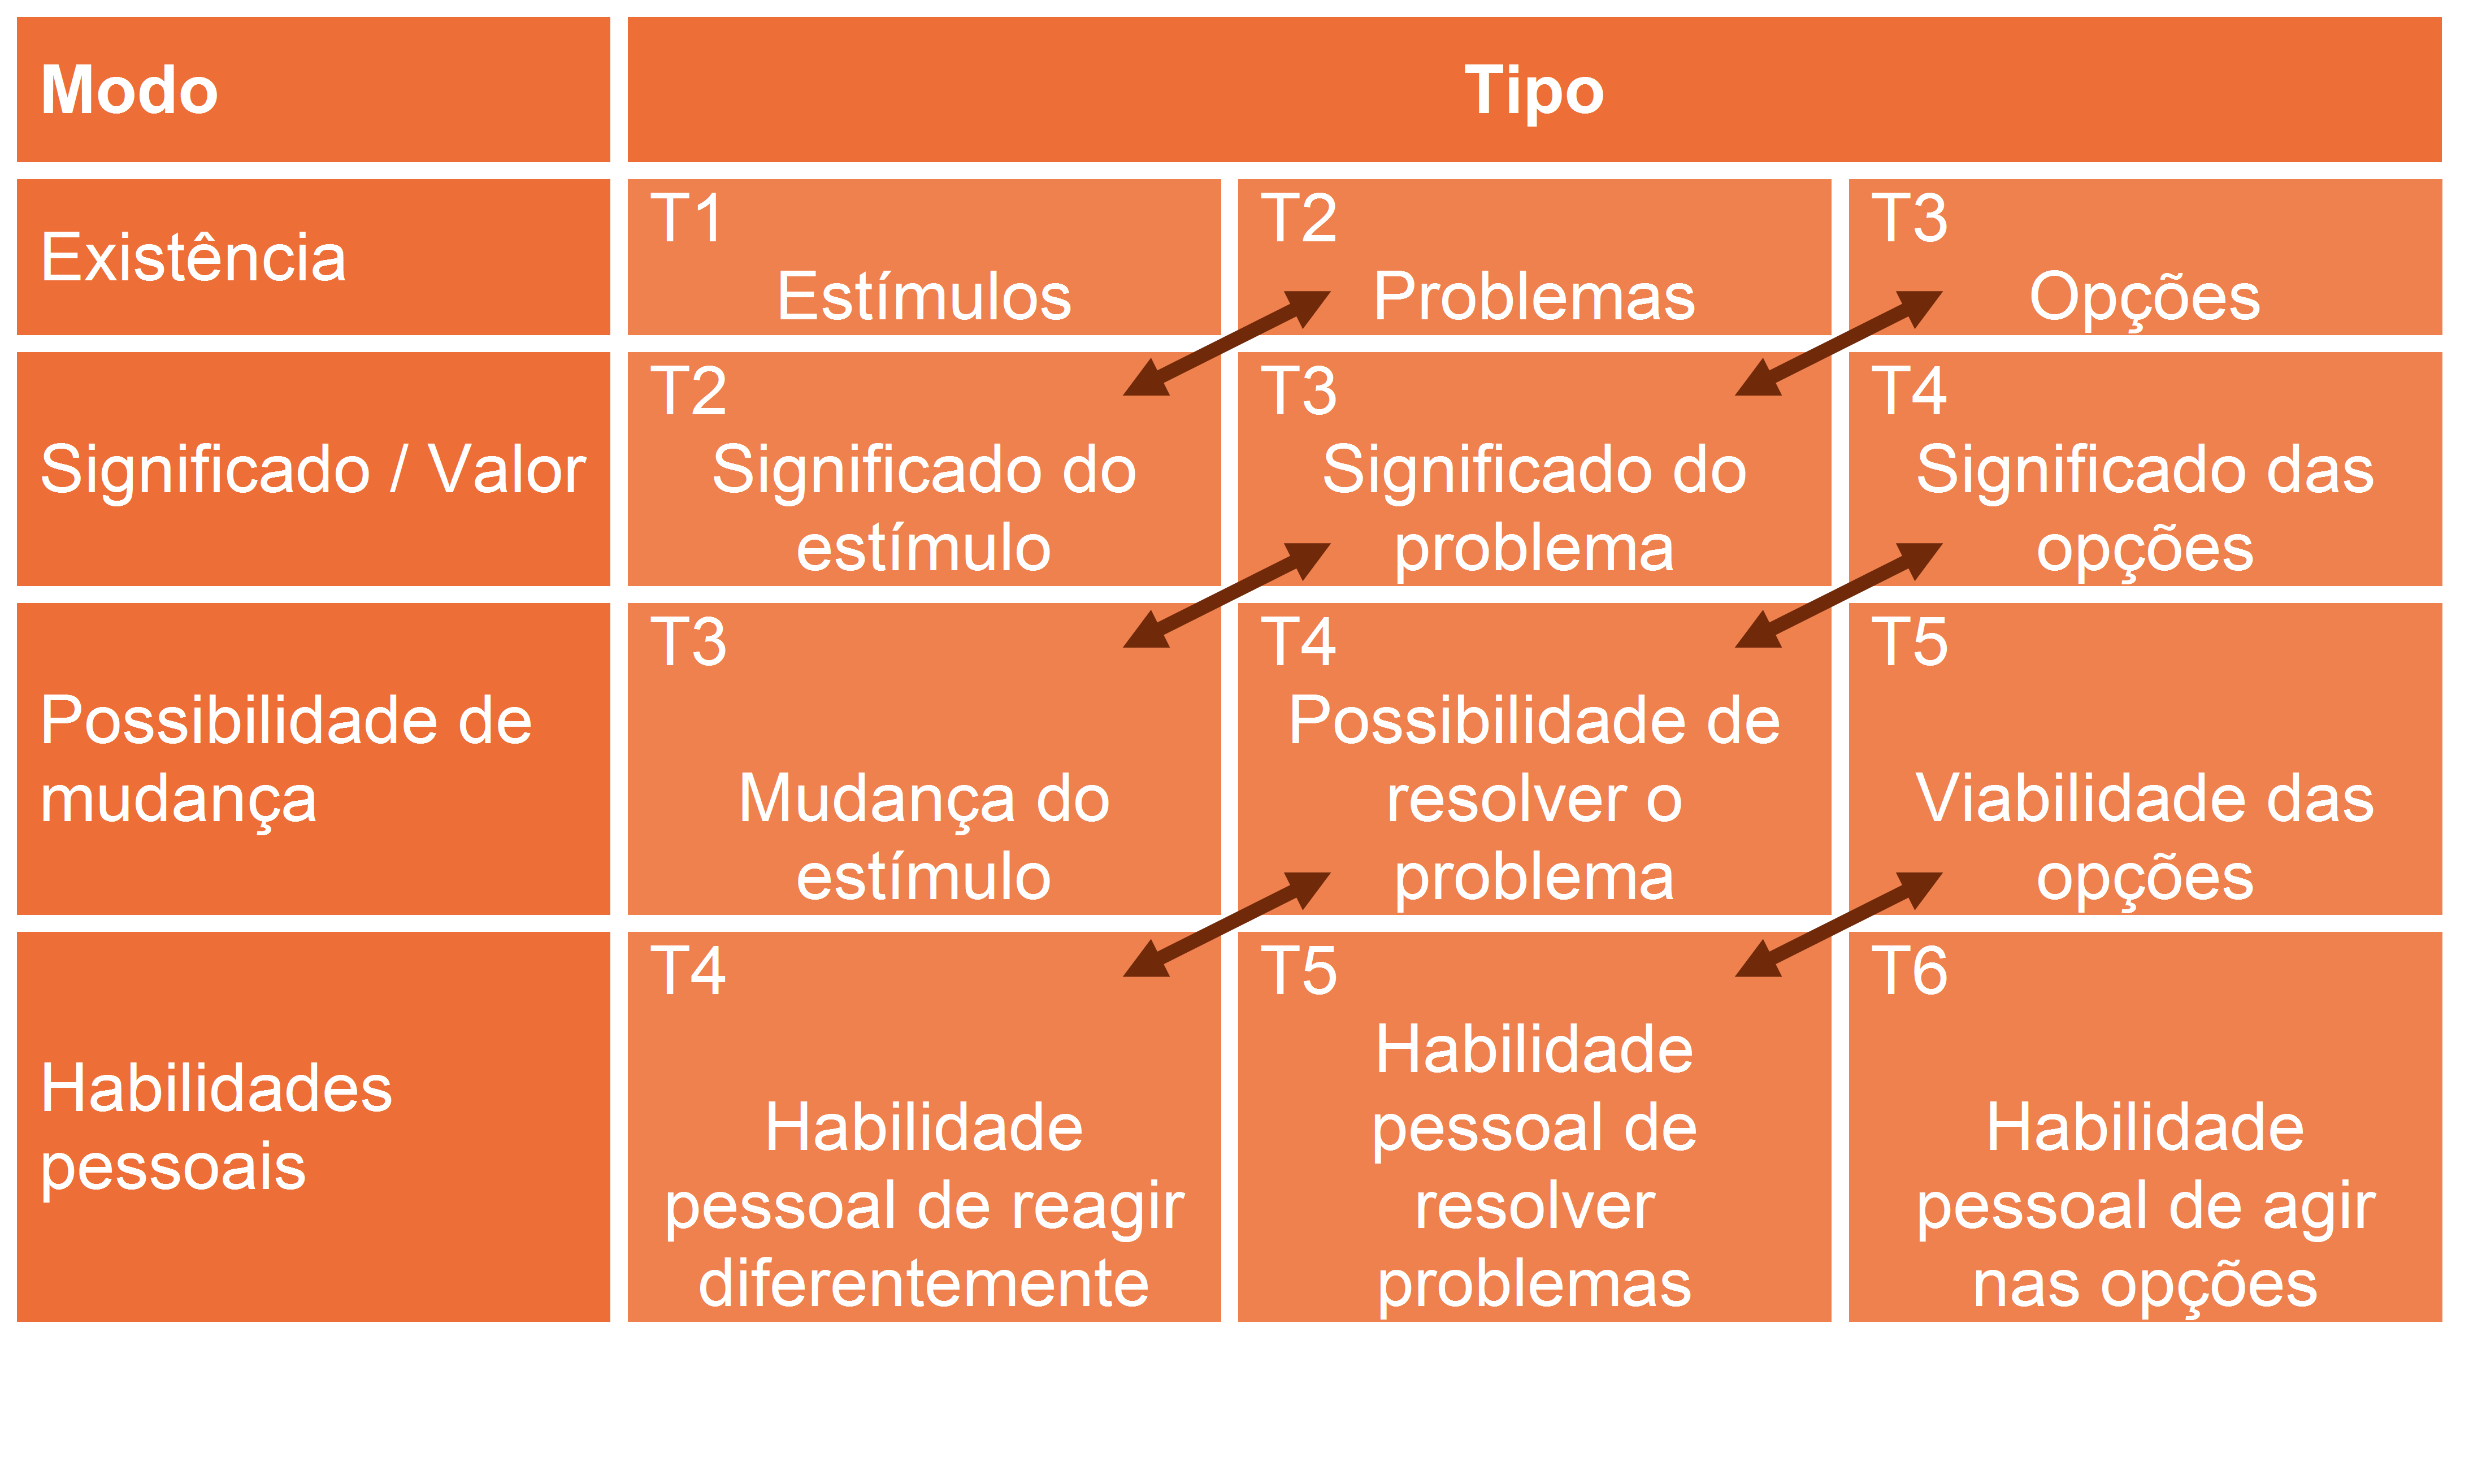 Modo
Tipo
Existência
T1
Estímulos
T2
Problemas
T3
Opções
Significado / Valor
T2
Significado do
estímulo
T3
Significado do
problema
T4
Significado das
opções
Possibilidade de
mudança
T3
Mudança do
estímulo
T4
Possibilidade de
resolver o
problema
T5
Viabilidade das
opções
Habilidades
pessoais
T4
Habilidade
pessoal de reagir
diferentemente
T5
Habilidade
pessoal de
resolver
problemas
T6
Habilidade
pessoal de agir
nas opções